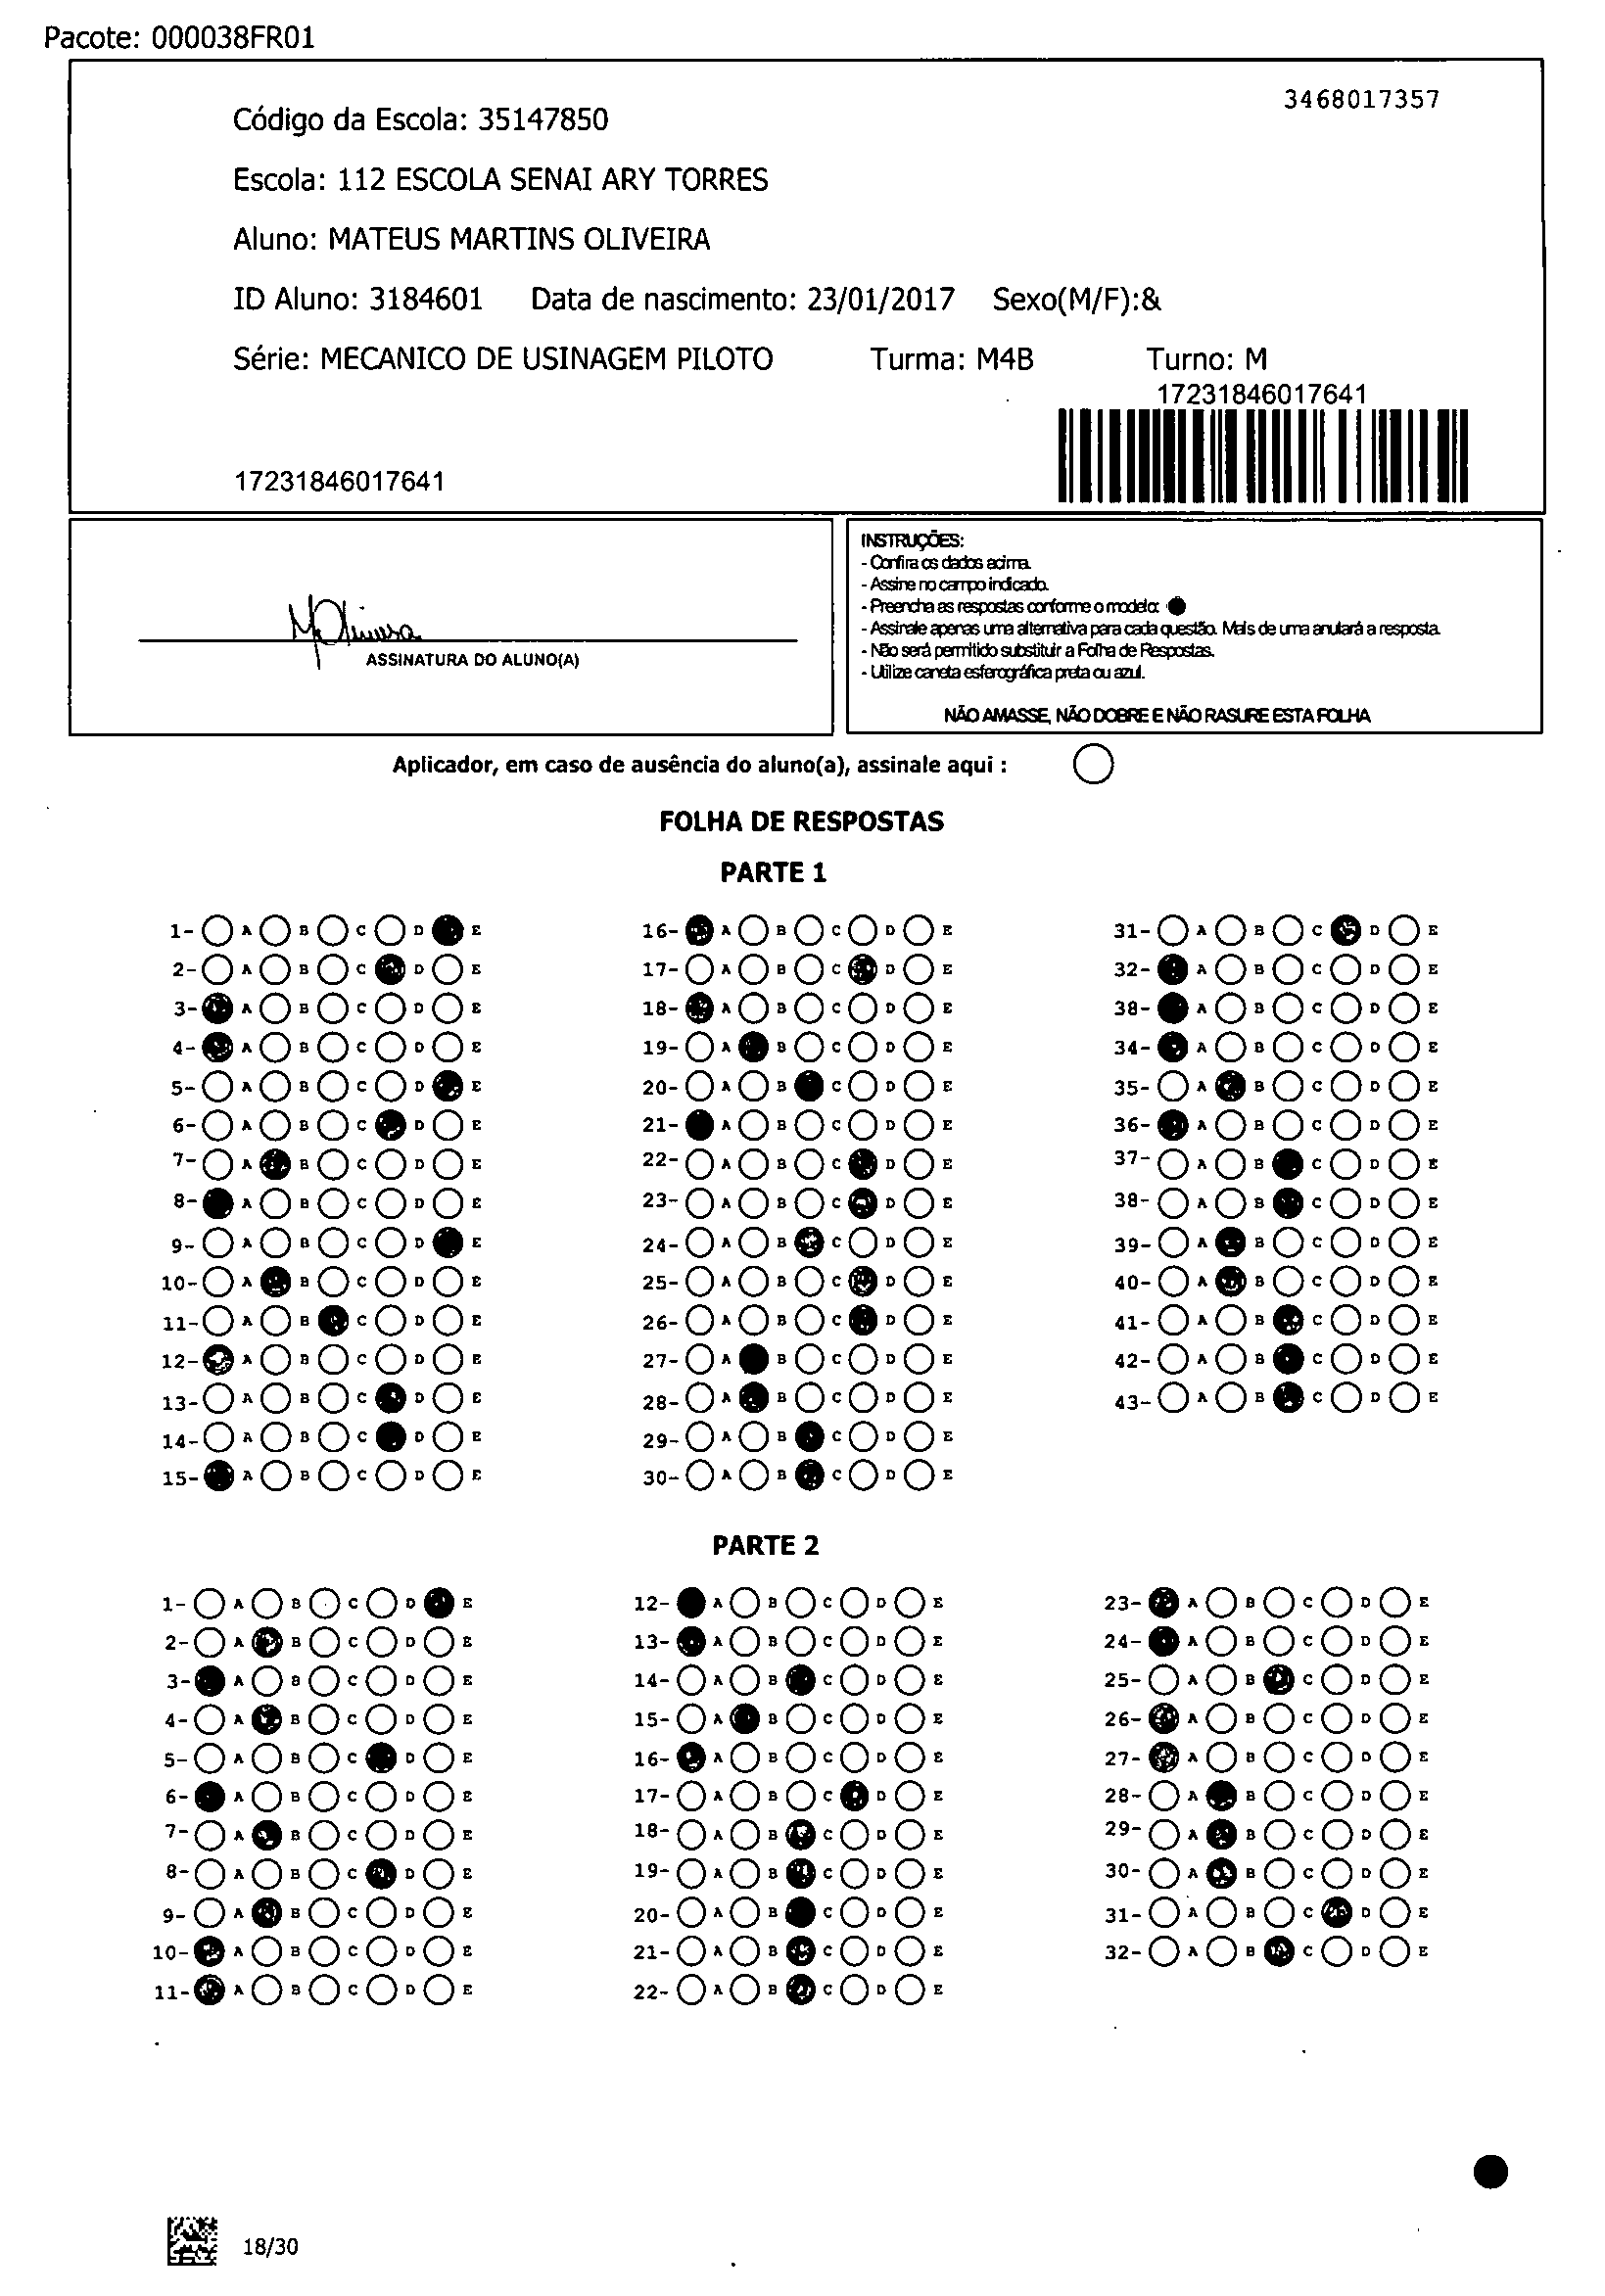 Pacote: 000038FR01
3468017357
Código da Escola: 35147850
Escola: 112 ESCOLA SENAI ARY TORRES
Aluno: MATEUS MARTINS OLIVEIRA
ID Aluno: 3184601 Data de nascimento: 23/01/2017 Sexo(M/F):&
Série: MECANICO DE USINAGEM PILOTO Turma: M4B Turno: M
17231846017641
17231846017641
M.Oliveira
ASSINATURA DO ALUNO(A)
INSTRUÇÕES:
- Confira os dados acima.
- Assine no campo indicado.
- Preencha as respostas conforme o modelo:
- Assinale apenas uma alternativa para cada questão. Mais de uma anulará a resposta.
- Não será permitido substituir a Folha de Respostas.
- Utilize caneta esferográfica preta ou azul.
NÃO AMASSE, NÃO DOBRE E NÃO RASURE ESTA FOLHA
Aplicador, em caso de ausência do aluno(a), assinale aqui :
FOLHA DE RESPOSTAS
PARTE 1
1- A B C D E 16- A B C D E 31- A B C D E
2- A B C D E 17- A B C D E 32- A B C D E
3- A B C D E 18- A B C D E 38- A B C D E
4- A B C D E 19- A B C D E 34- A B C D E
5- A B C D E 20- A B C D E 35- A B C D E
6- A B C D E 21- A B C D E 36- A B C D E
7- A B C D E 22- A B C D E 37- A B C D E
8- A B C D E 23- A B C D E 38- A B C D E
9- A B C D E 24- A B C D E 39- A B C D E
10- A B C D E 25- A B C D E 40- A B C D E
11- A B C D E 26- A B C D E 41- A B C D E
12- A B C D E 27- A B C D E 42- A B C D E
13- A B C D E 28- A B C D E 43- A B C D E
14- A B C D E 29- A B C D E
15- A B C D E 30- A B C D E
PARTE 2
1- A B C D E 12- A B C D E 23- A B C D E
2- A B C D E 13- A B C D E 24- A B C D E
3- A B C D E 14- A B C D E 25- A B C D E
4- A B C D E 15- A B C D E 26- A B C D E
5- A B C D E 16- A B C D E 27- A B C D E
6- A B C D E 17- A B C D E 28- A B C D E
7- A B C D E 18- A B C D E 29- A B C D E
8- A B C D E 19- A B C D E 30- A B C D E
9- A B C D E 20- A B C D E 31- A B C D E
10- A B C D E 21- A B C D E 32- A B C D E
11- A B C D E 22- A B C D E
18/30